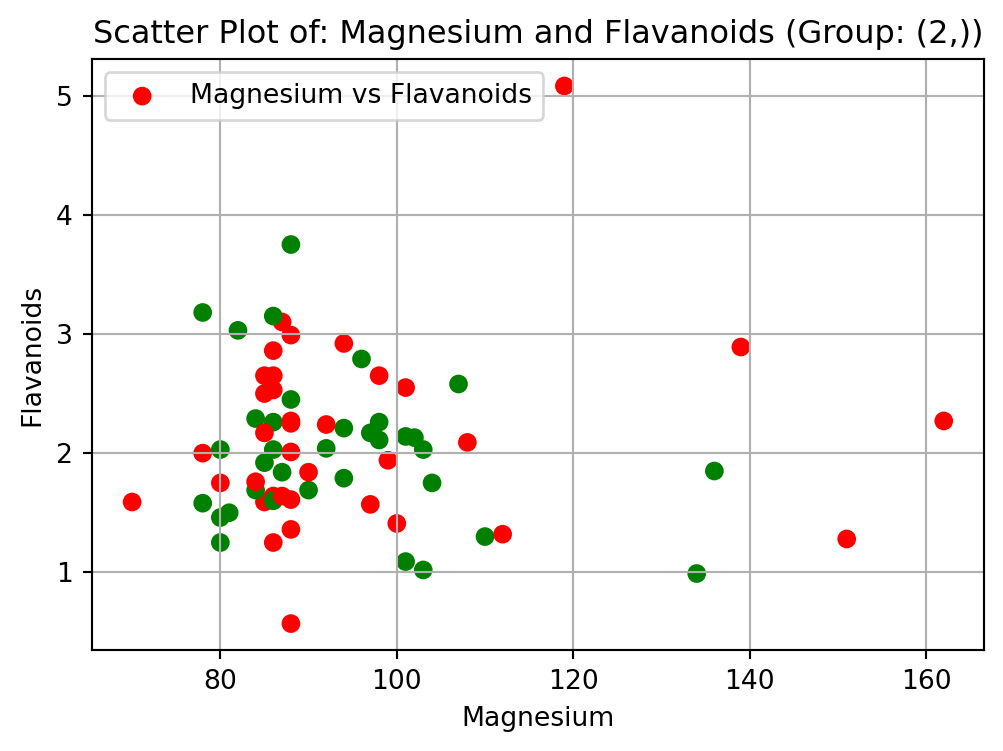 Scatter Plot of: Magnesium and Flavanoids (Group: (2,))
Magnesium vs Flavanoids
Flavanoids
5
4
3
2
1
80 100 120 140 160
Magnesium